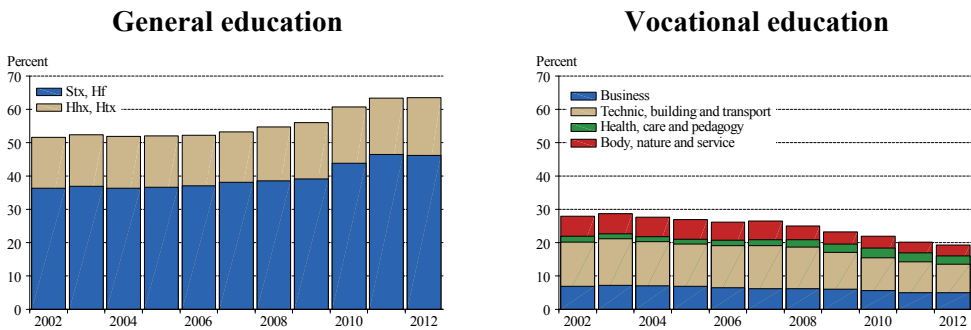 General education
Percent
70
60
50
40
30
20
10
0
Stx, Hf
Hhx, Htx
2002 2004 2006 2008 2010 2012
Vocational education
Percent
70
60
50
40
30
20
10
0
Business
Technic, building and transport
Health, care and pedagogy
Body, nature and service
2002 2004 2006 2008 2010 2012